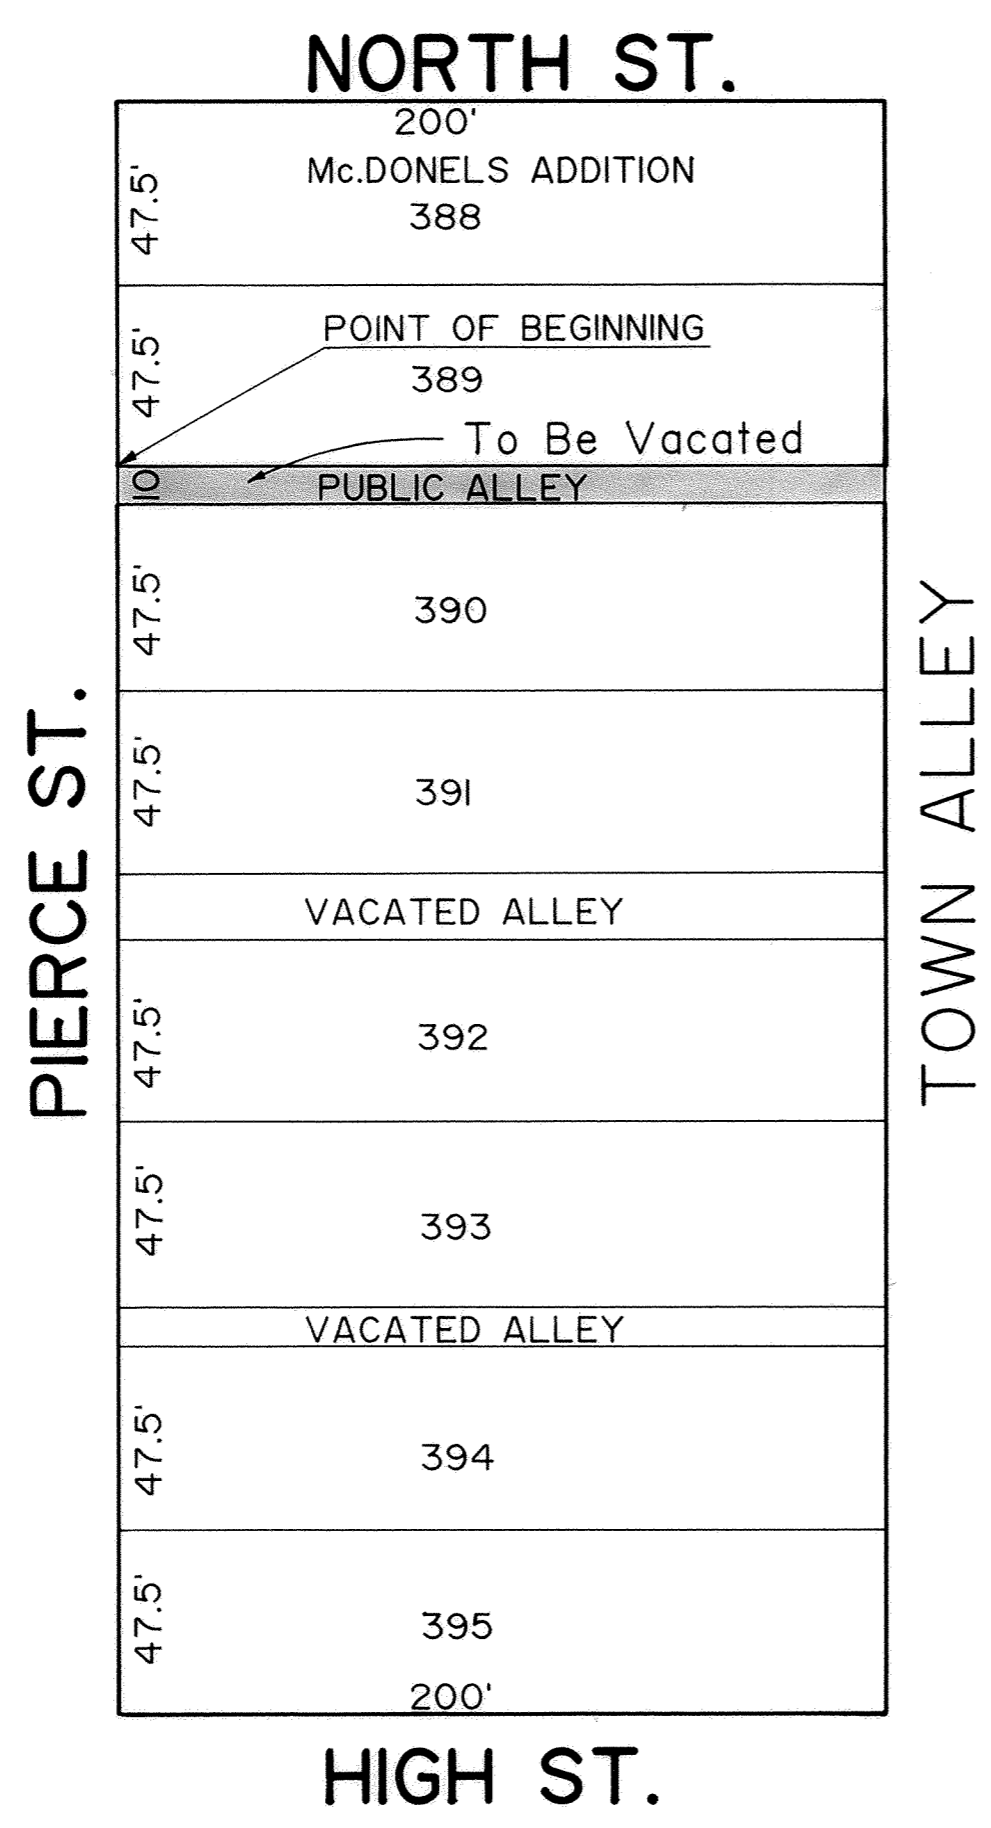 NORTH ST.
200'
Mc.DONELS ADDITION
47.5'
388
POINT OF BEGINNING
47.5'
389
To Be Vacated
10
PUBLIC ALLEY
47.5'
390
47.5'
391
PIERCE ST.
TOWN ALLEY
VACATED ALLEY
47.5'
392
47.5'
393
VACATED ALLEY
47.5'
394
47.5'
395
200'
HIGH ST.